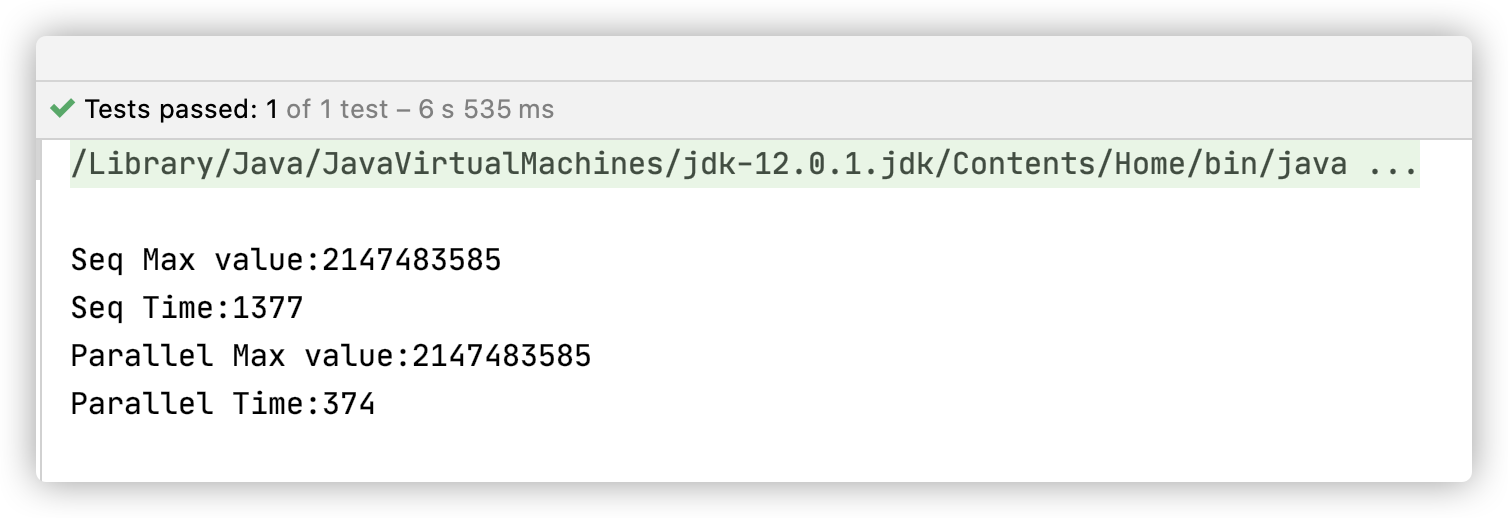 Tests passed: 1 of 1 test – 6 s 535 ms
/Library/Java/JavaVirtualMachines/jdk-12.0.1.jdk/Contents/Home/bin/java ...
Seq Max value:2147483585
Seq Time:1377
Parallel Max value:2147483585
Parallel Time:374